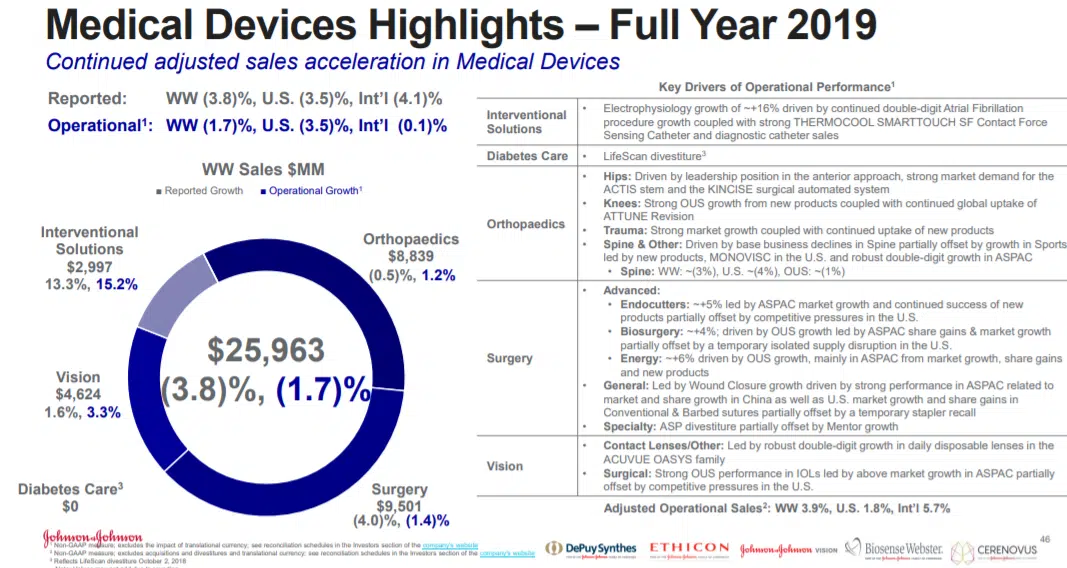 Medical Devices Highlights – Full Year 2019
Continued adjusted sales acceleration in Medical Devices
Reported: WW (3.8)%, U.S. (3.5)%, Int'l (4.1)%
Operational1: WW (1.7)%, U.S. (3.5)%, Int'l (0.1)%
WW Sales $MM
■ Reported Growth ■ Operational Growth1
Interventional
Solutions
$2,997
13.3%, 15.2%
Orthopaedics
$8,839
(0.5)%, 1.2%
$25,963
(3.8)%, (1.7)%
Vision
$4,624
1.6%, 3.3%
Diabetes Care3
$0
Surgery
$9,501
(4.0)%, (1.4)%
Key Drivers of Operational Performance1
Interventional
Solutions
• Electrophysiology growth of ~+16% driven by continued double-digit Atrial Fibrillation
procedure growth coupled with strong THERMOCOOL SMARTTOUCH SF Contact Force
Sensing Catheter and diagnostic catheter sales
Diabetes Care
• LifeScan divestiture3
Orthopaedics
• Hips: Driven by leadership position in the anterior approach, strong market demand for the
ACTIS stem and the KINCISE surgical automated system
• Knees: Strong OUS growth from new products coupled with continued global uptake of
ATTUNE Revision
• Trauma: Strong market growth coupled with continued uptake of new products
• Spine & Other: Driven by base business declines in Spine partially offset by growth in Sports
led by new products, MONOVISC in the U.S. and robust double-digit growth in ASPAC
• Spine: WW: ~(3%), U.S. ~(4%), OUS: ~(1%)
Surgery
• Advanced:
• Endocutters: ~+5% led by ASPAC market growth and continued success of new
products partially offset by competitive pressures in the U.S.
• Biosurgery: ~+4%; driven by OUS growth led by ASPAC share gains & market growth
partially offset by a temporary isolated supply disruption in the U.S.
• Energy: ~+6% driven by OUS growth, mainly in ASPAC from market growth, share gains
and new products
• General: Led by Wound Closure growth driven by strong performance in ASPAC related to
market and share growth in China as well as U.S. market growth and share gains in
Conventional & Barbed sutures partially offset by a temporary stapler recall
• Specialty: ASP divestiture partially offset by Mentor growth
Vision
• Contact Lenses/Other: Led by robust double-digit growth in daily disposable lenses in the
ACUVUE OASYS family
• Surgical: Strong OUS performance in IOLs led by above market growth in ASPAC partially
offset by competitive pressures in the U.S.
Adjusted Operational Sales2: WW 3.9%, U.S. 1.8%, Int'l 5.7%
Johnson & Johnson
1 Non-GAAP measure; excludes the impact of translational currency; see reconciliation schedules in the Investors section of the company's website
2 Non-GAAP measure; excludes acquisitions and divestitures and translational currency; see reconciliation schedules in the Investors section of the company's website
3 Reflects LifeScan divestiture October 2, 2018
DePuySynthes
ETHICON
Johnson & Johnson VISION
Biosense Webster
CERENOVUS
46